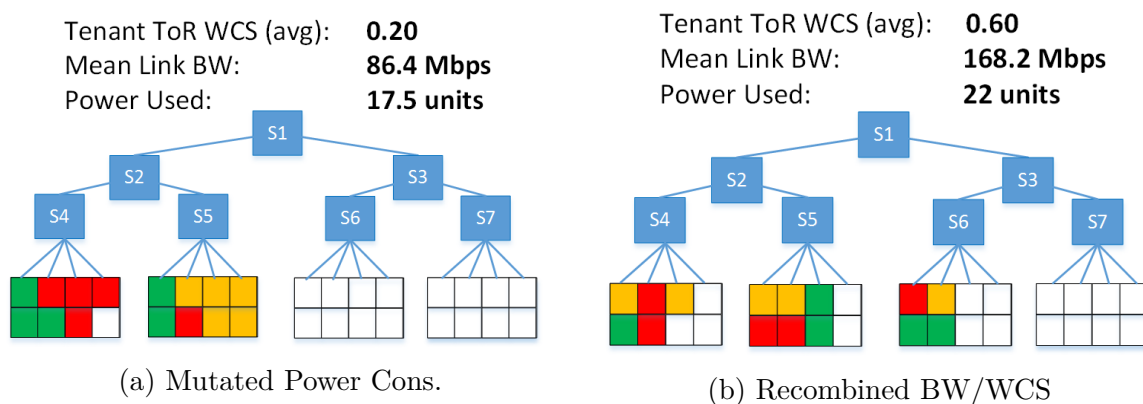 Tenant ToR WCS (avg): 0.20
Mean Link BW: 86.4 Mbps
Power Used: 17.5 units
S1
S2 S3
S4 S5 S6 S7
(a) Mutated Power Cons.
Tenant ToR WCS (avg): 0.60
Mean Link BW: 168.2 Mbps
Power Used: 22 units
S1
S2 S3
S4 S5 S6 S7
(b) Recombined BW/WCS